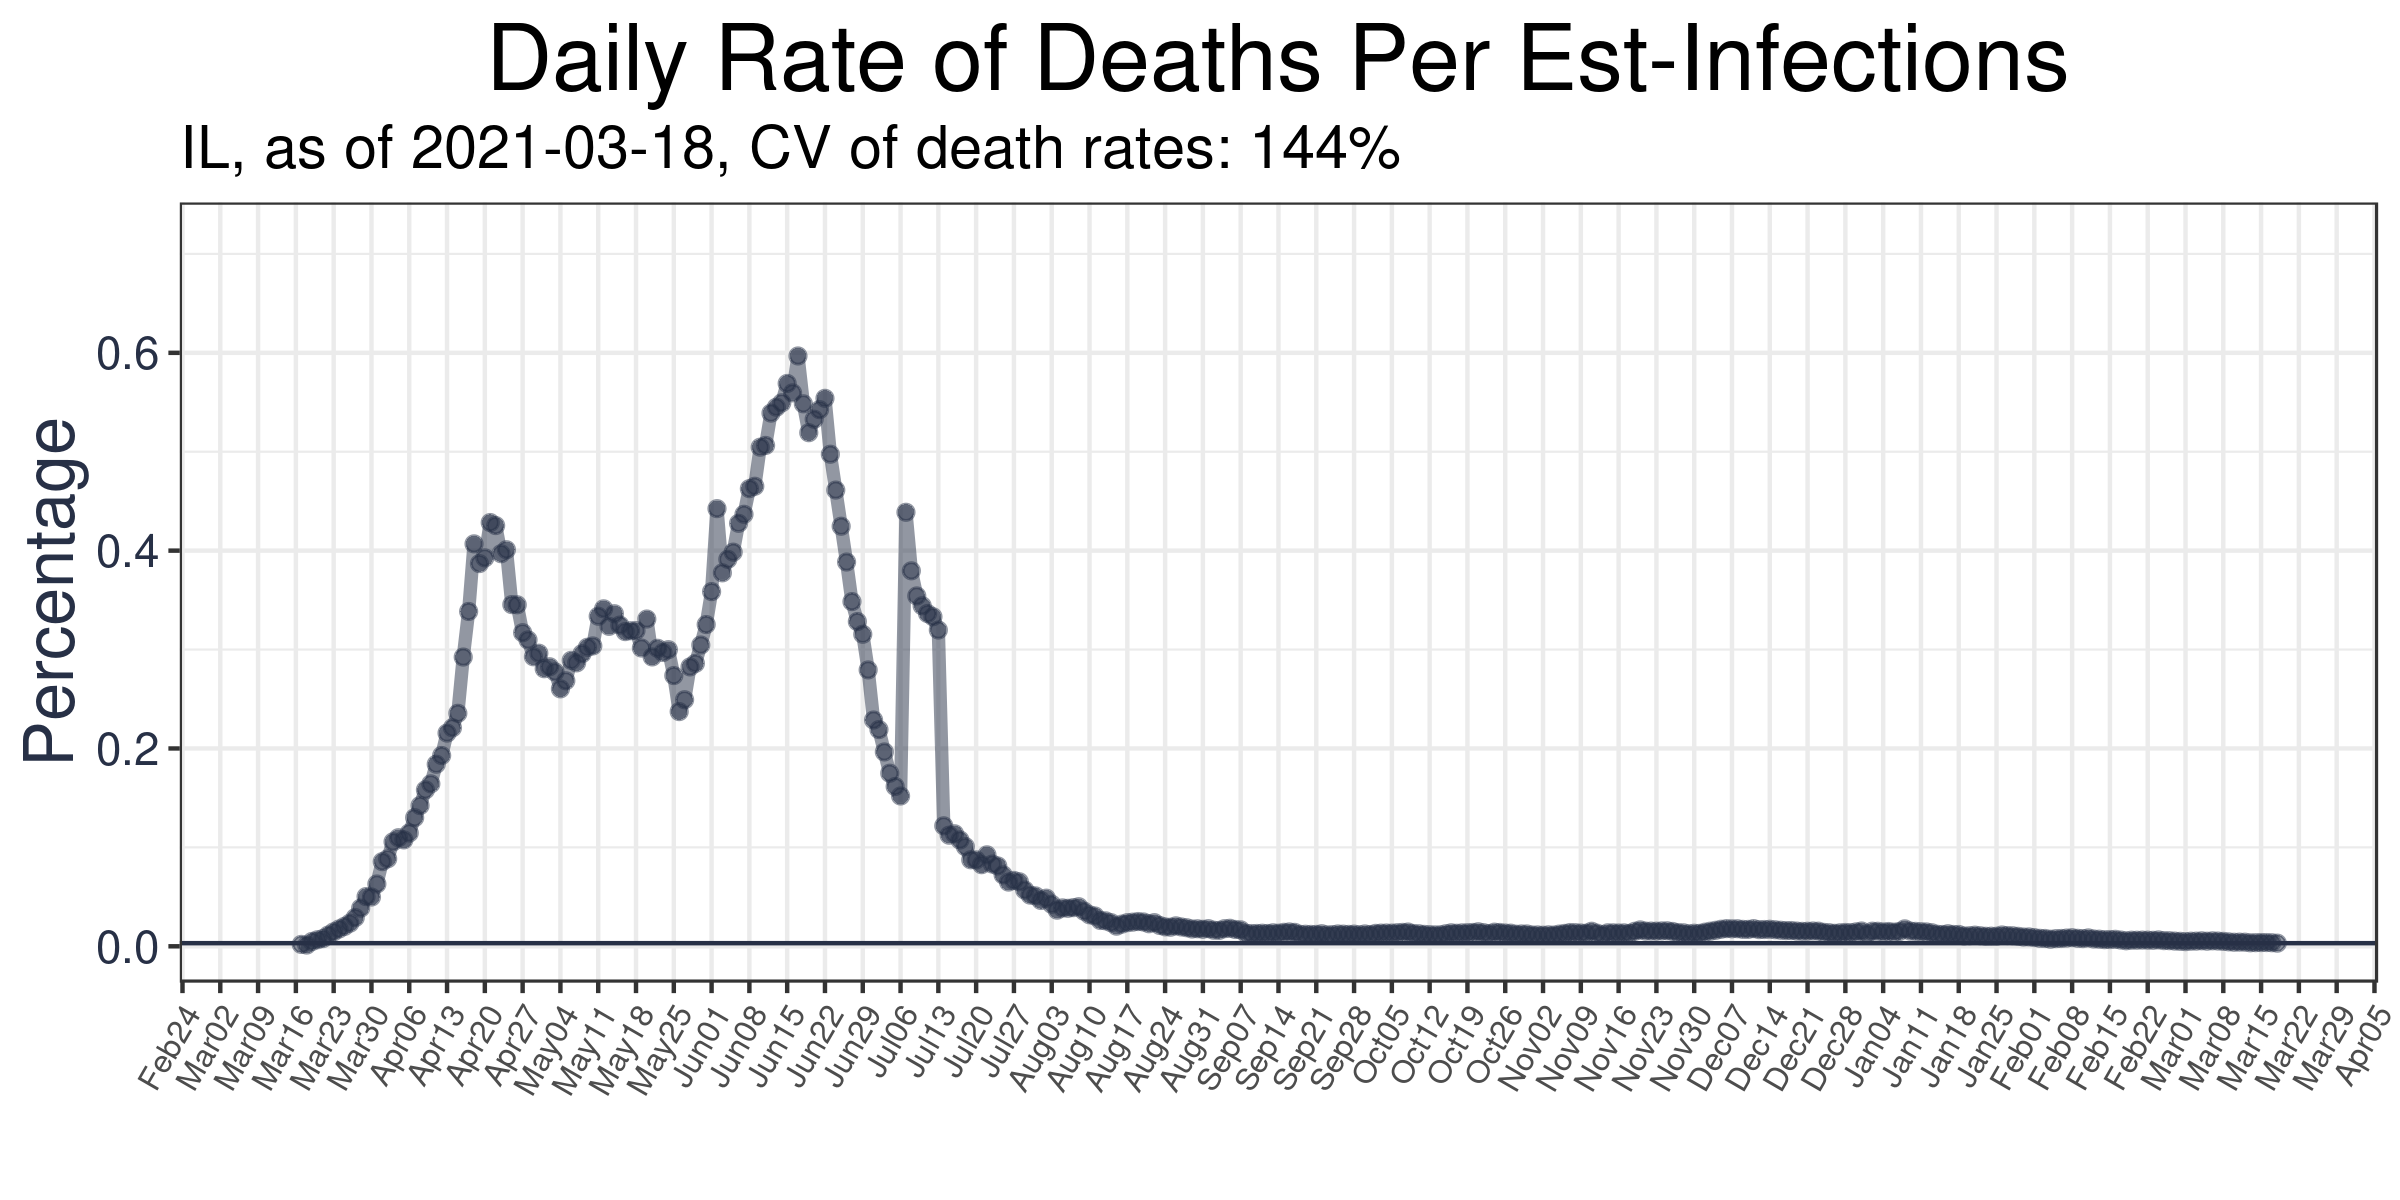 Daily Rate of Deaths Per Est-Infections
IL, as of 2021-03-18, CV of death rates: 144%
Percentage
0.6
0.4
0.2
0.0
Feb24 Mar02 Mar09 Mar16 Mar23 Mar30 Apr06 Apr13 Apr20 Apr27 May04 May11 May18 May25 Jun01 Jun08 Jun15 Jun22 Jun29 Jul06 Jul13 Jul20 Jul27 Aug03 Aug10 Aug17 Aug24 Aug31 Sep07 Sep14 Sep21 Sep28 Oct05 Oct12 Oct19 Oct26 Nov02 Nov09 Nov16 Nov23 Nov30 Dec07 Dec14 Dec21 Dec28 Jan04 Jan11 Jan18 Jan25 Feb01 Feb08 Feb15 Feb22 Mar01 Mar08 Mar15 Mar22 Mar29 Apr05